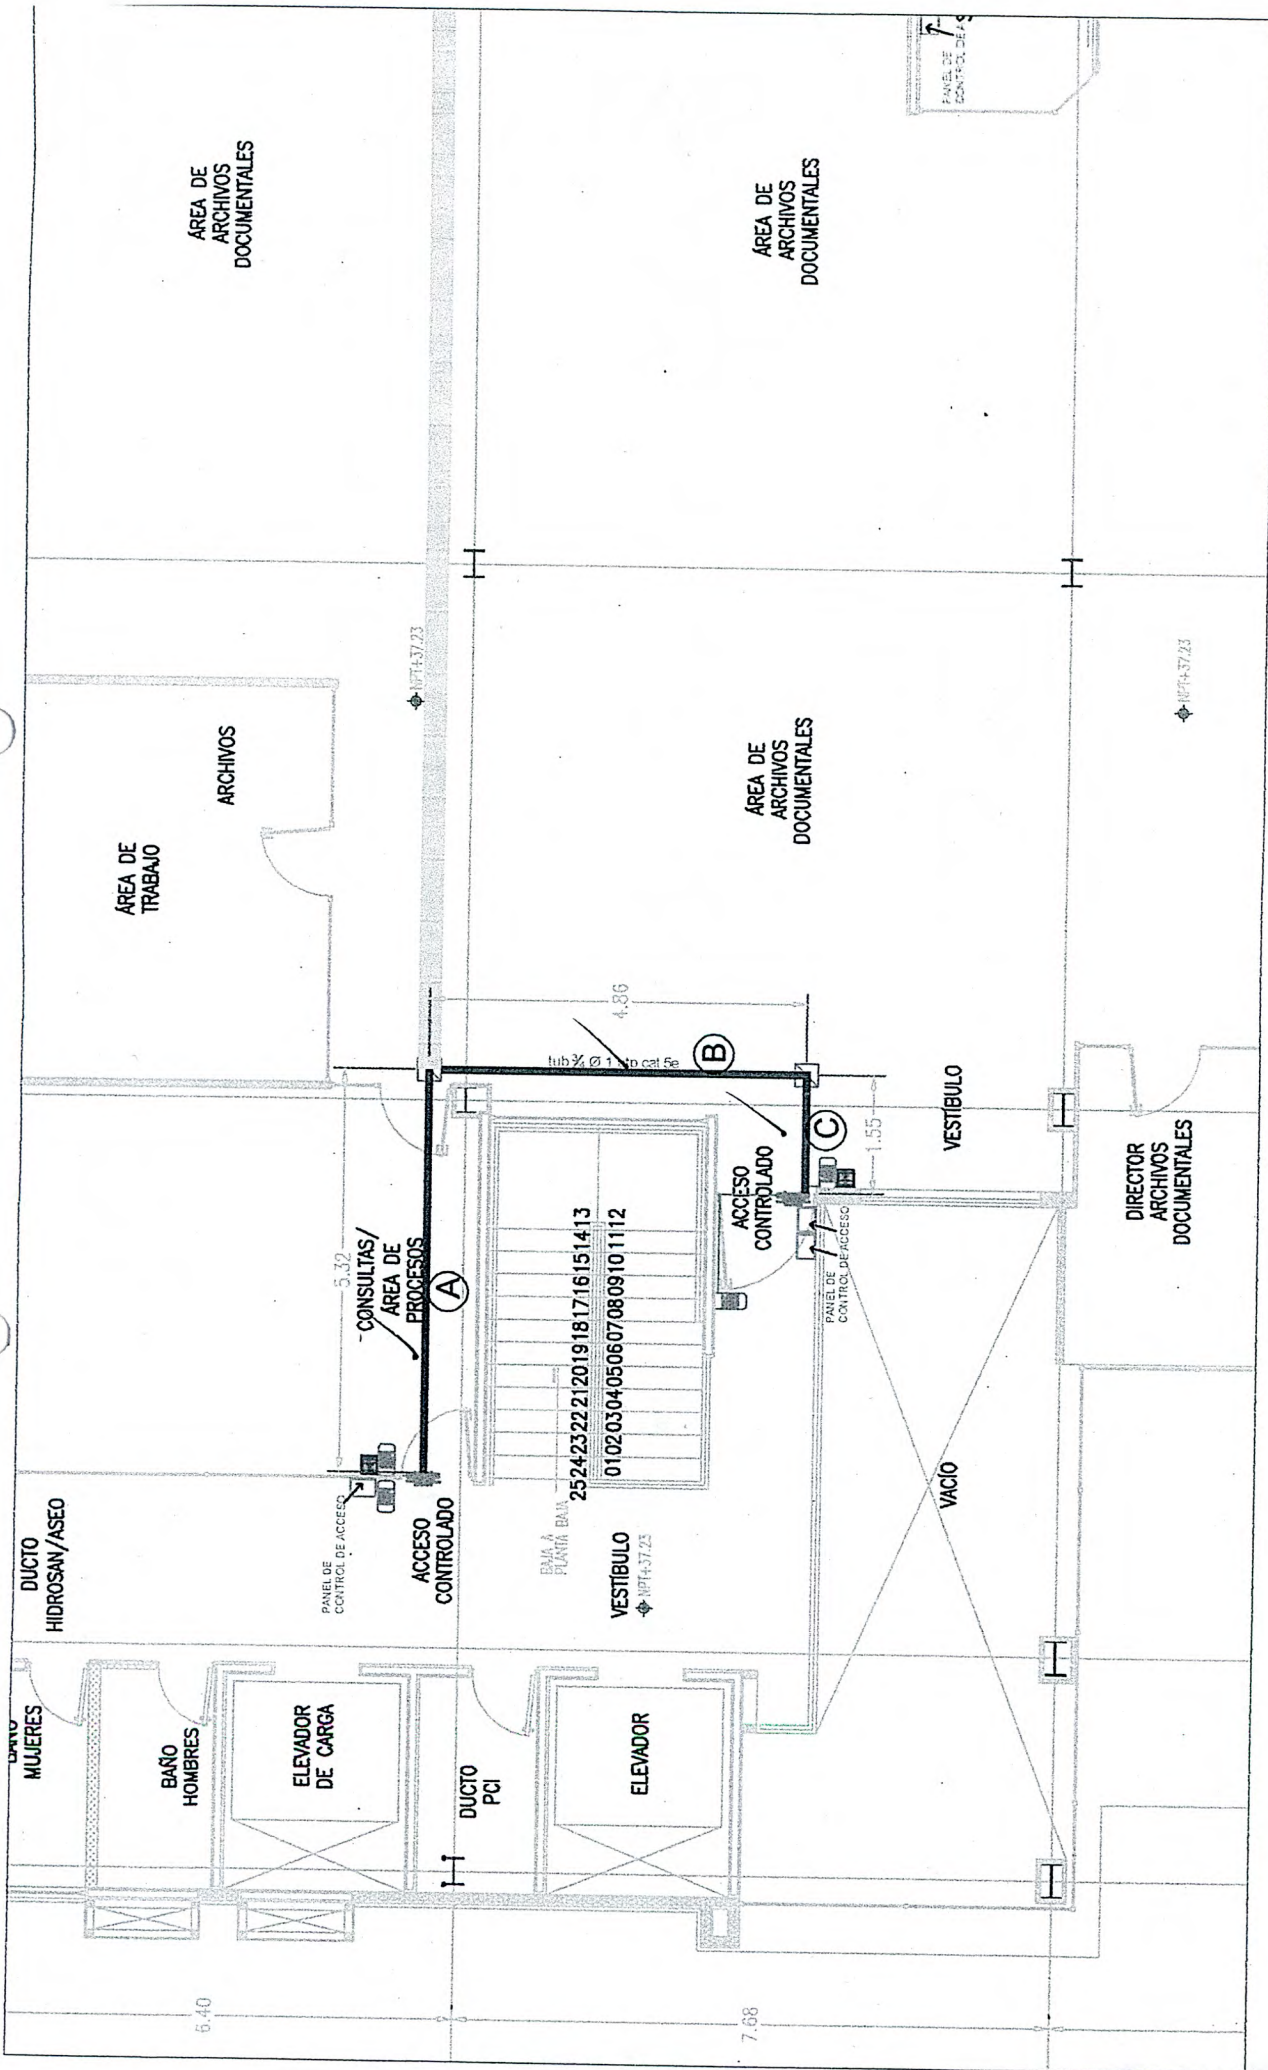 ÁREA DE
ARCHIVOS
DOCUMENTALES
ÁREA DE
ARCHIVOS
DOCUMENTALES
PANEL DE
CONTROL DE
ÁREA DE
TRABAJO
ARCHIVOS
NPT+37.23
ÁREA DE
ARCHIVOS
DOCUMENTALES
NPT+37.23
4.86
tub ¾ Ø 1 utp cat 5e
B
5.32
CONSULTAS/
ÁREA DE
PROCESOS
A
C
1.55
VESTÍBULO
ACCESO
CONTROLADO
PANEL DE
CONTROL DE ACCESO
DIRECTOR
ARCHIVOS
DOCUMENTALES
25242322212019181716151413
010203040506070809101112
BAJA A
PLANTA BAJA
VESTÍBULO
NPT+37.23
VACÍO
DUCTO
HIDROSAN/ASEO
PANEL DE
CONTROL DE ACCESO
ACCESO
CONTROLADO
BAÑO
MUJERES
BAÑO
HOMBRES
ELEVADOR
DE CARGA
DUCTO
PCI
ELEVADOR
6.40
7.68